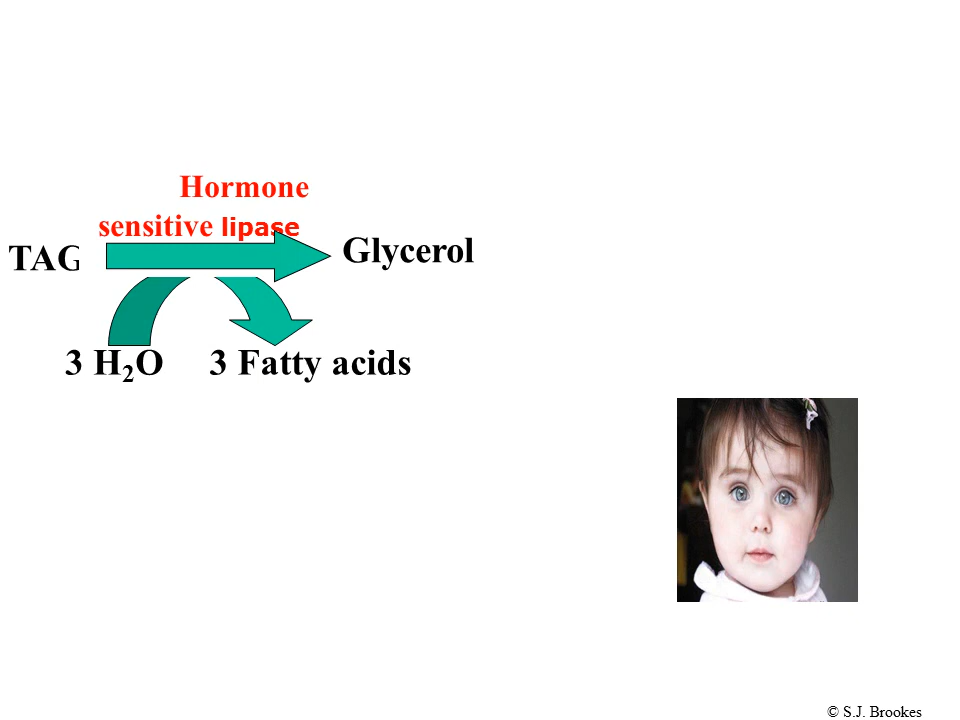 Hormone
sensitive lipase
TAG
Glycerol
3 H₂O
3 Fatty acids
© S.J. Brookes